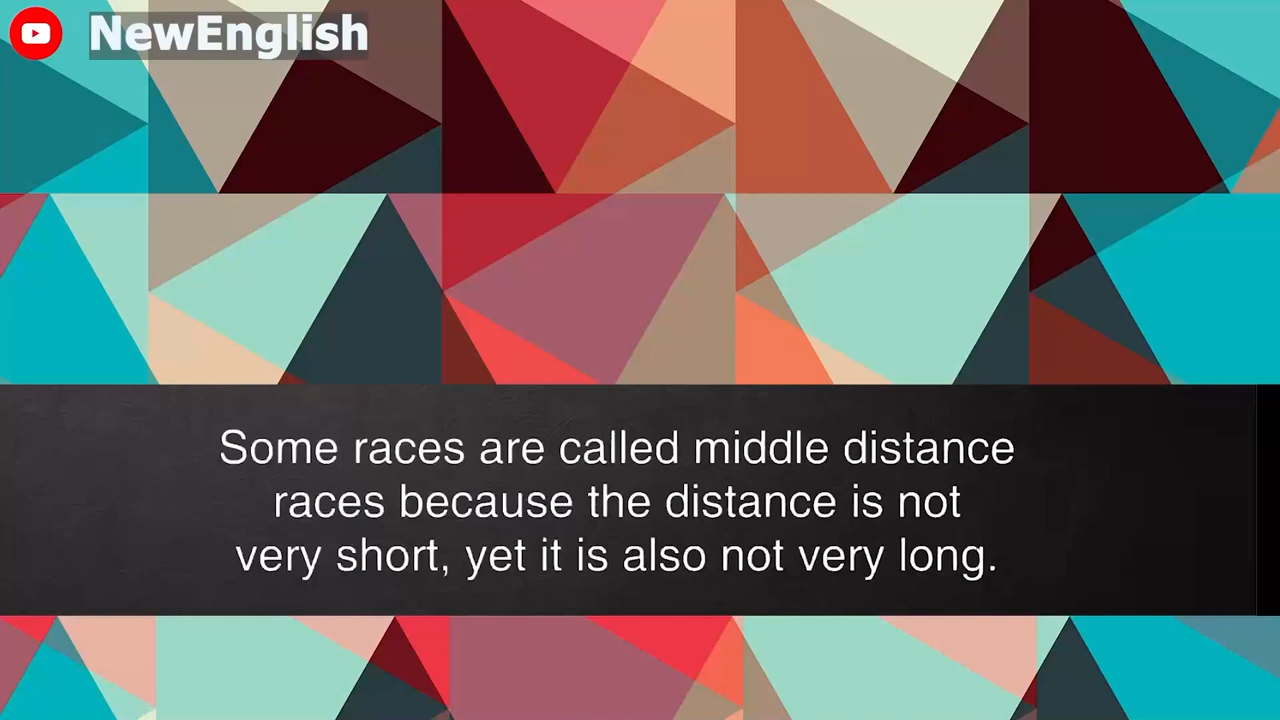 NewEnglish
Some races are called middle distance
races because the distance is not
very short, yet it is also not very long.